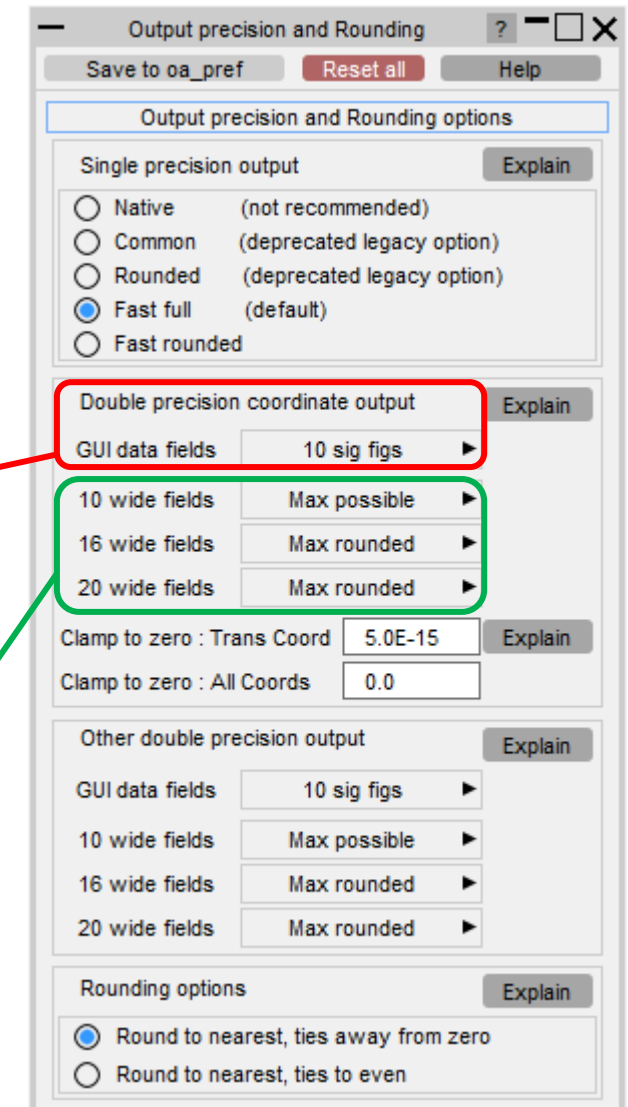 Output precision and Rounding ?
Save to oa_pref Reset all Help
Output precision and Rounding options
Single precision output Explain
Native (not recommended)
Common (deprecated legacy option)
Rounded (deprecated legacy option)
Fast full (default)
Fast rounded
Double precision coordinate output Explain
GUI data fields 10 sig figs
10 wide fields Max possible
16 wide fields Max rounded
20 wide fields Max rounded
Clamp to zero : Trans Coord 5.0E-15 Explain
Clamp to zero : All Coords 0.0
Other double precision output Explain
GUI data fields 10 sig figs
10 wide fields Max possible
16 wide fields Max rounded
20 wide fields Max rounded
Rounding options Explain
Round to nearest, ties away from zero
Round to nearest, ties to even